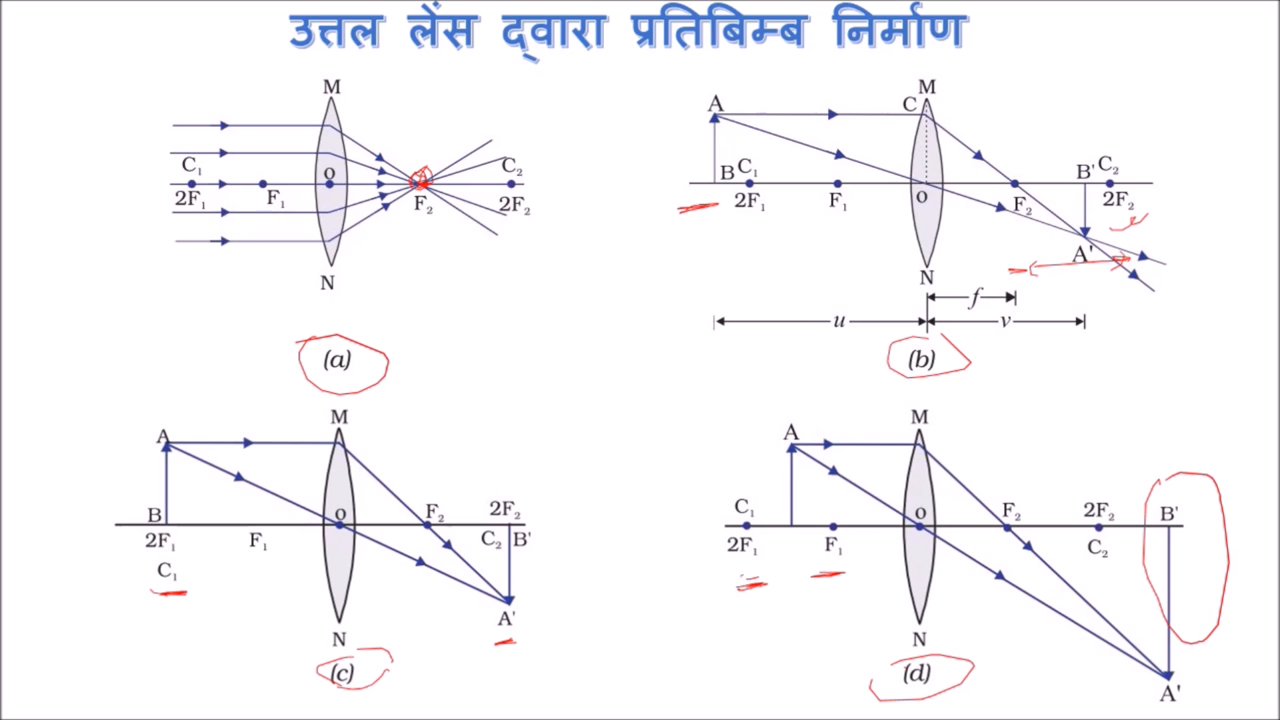 उत्तल लेंस द्वारा प्रतिबिम्ब निर्माण
M
C₁ O C₂
2F₁ F₁ F₂ 2F₂
N
(a)
A C M
B C₁ B' C₂
2F₁ F₁ O F₂ 2F₂
A'
N
f
u v
(b)
A M
B O F₂ 2F₂
2F₁ F₁ C₂ B'
C₁
A'
N
(c)
A M
C₁ O F₂ 2F₂ B'
2F₁ F₁ C₂
N
A'
(d)